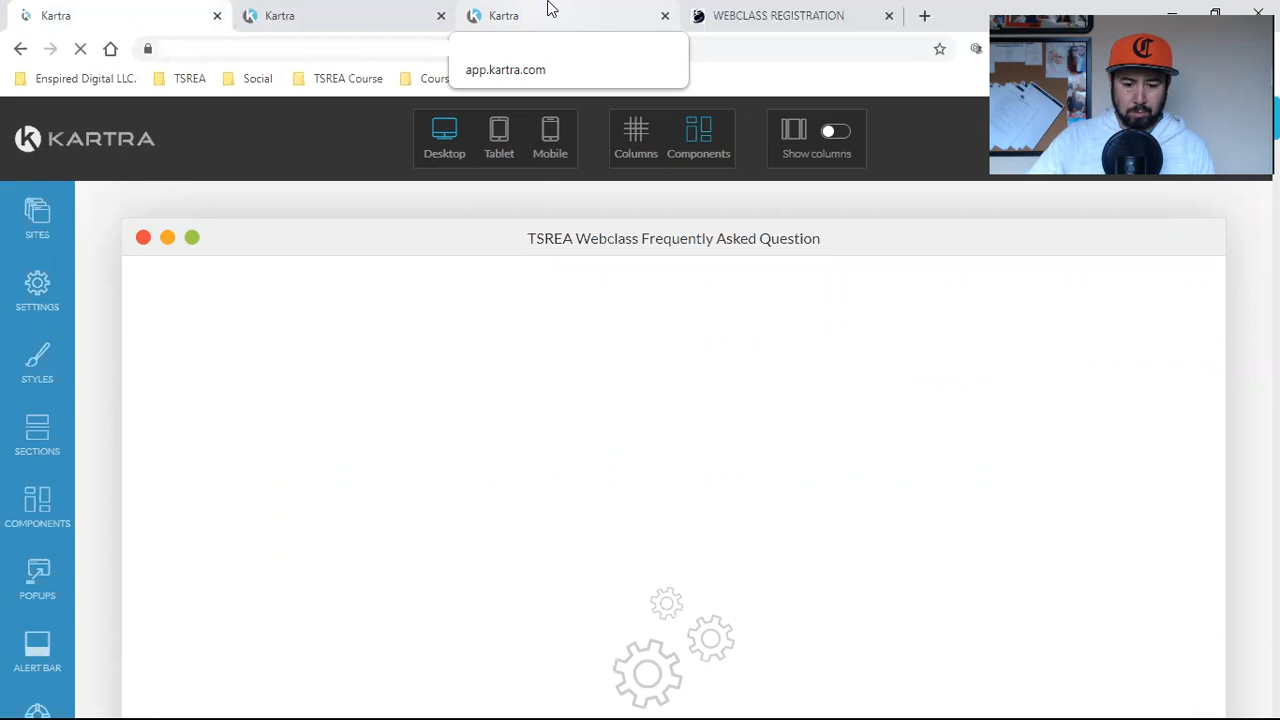 Kartra
Kartra
Kartra
WEBCLASS REGISTRATION
app.kartra.com
Enspired Digital LLC.
TSREA
Social
TSREA Course
Cours
KARTRA
Desktop
Tablet
Mobile
Columns
Components
Show columns
SITES
SETTINGS
STYLES
SECTIONS
COMPONENTS
POPUPS
ALERT BAR
TSREA Webclass Frequently Asked Question